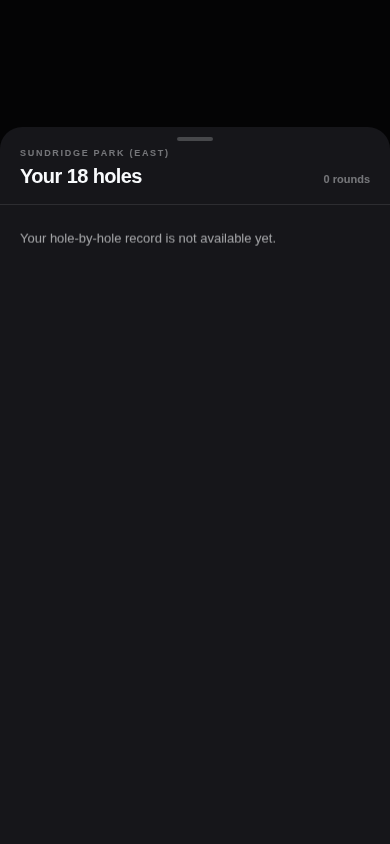 SUNDRIDGE PARK (EAST)
Your 18 holes
0 rounds
Your hole-by-hole record is not available yet.